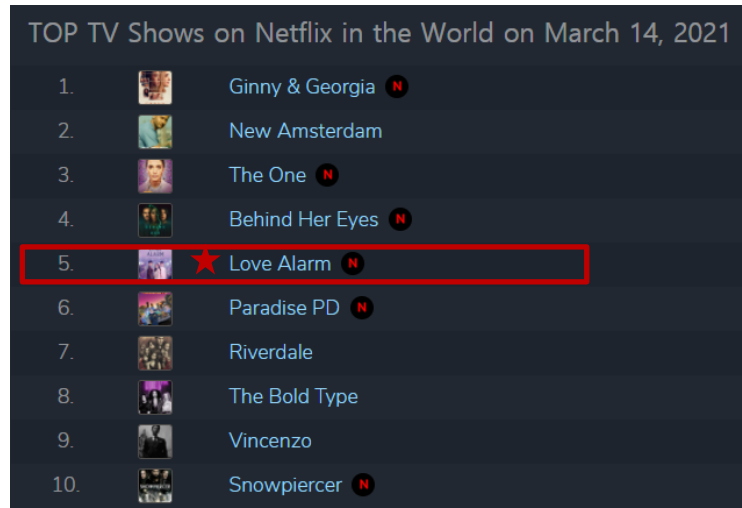 TOP TV Shows on Netflix in the World on March 14, 2021
1. Ginny & Georgia N
2. New Amsterdam
3. The One N
4. Behind Her Eyes N
5. Love Alarm N
6. Paradise PD N
7. Riverdale
8. The Bold Type
9. Vincenzo
10. Snowpiercer N